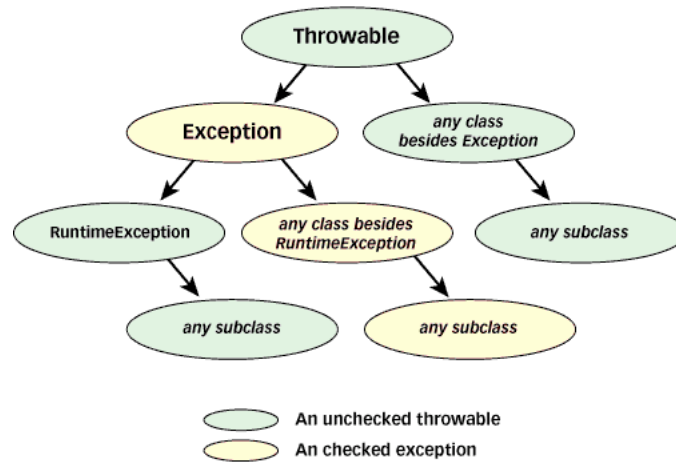 Throwable
Exception
any class
besides Exception
RuntimeException
any class besides
RuntimeException
any subclass
any subclass
any subclass
An unchecked throwable
An checked exception